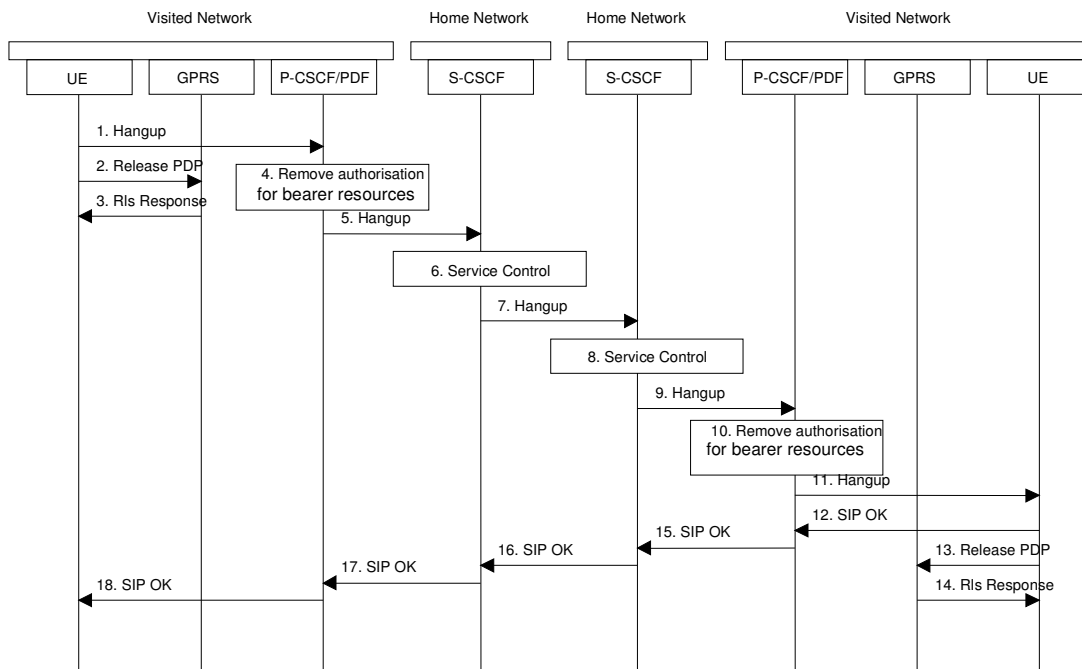 Visited Network
Home Network
Home Network
Visited Network
UE
GPRS
P-CSCF/PDF
S-CSCF
S-CSCF
P-CSCF/PDF
GPRS
UE
1. Hangup
2. Release PDP
3. Rls Response
4. Remove authorisation
for bearer resources
5. Hangup
6. Service Control
7. Hangup
8. Service Control
9. Hangup
10. Remove authorisation
for bearer resources
11. Hangup
12. SIP OK
15. SIP OK
16. SIP OK
13. Release PDP
17. SIP OK
18. SIP OK
14. Rls Response